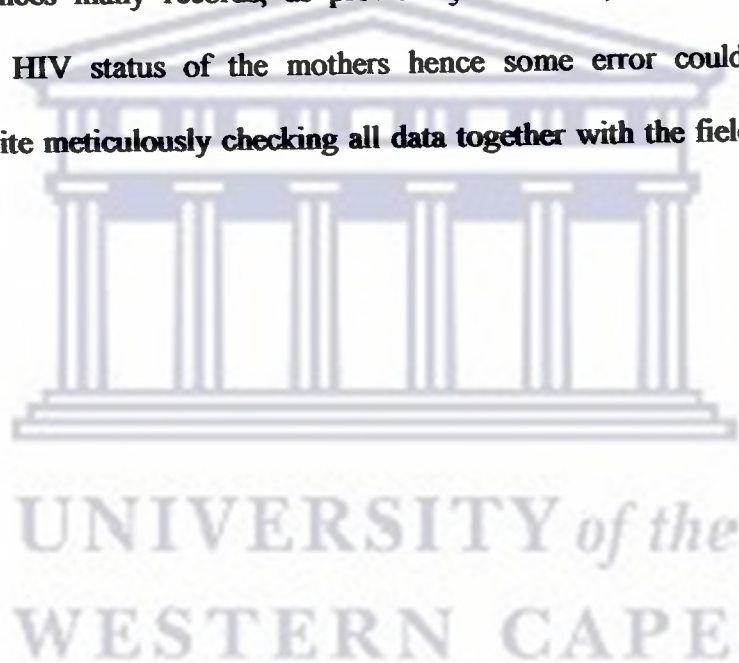 HIV status of the mothers hence some error could
ite meticulously checking all data together with the fiel
UNIVERSITY of the
WESTERN CAPE